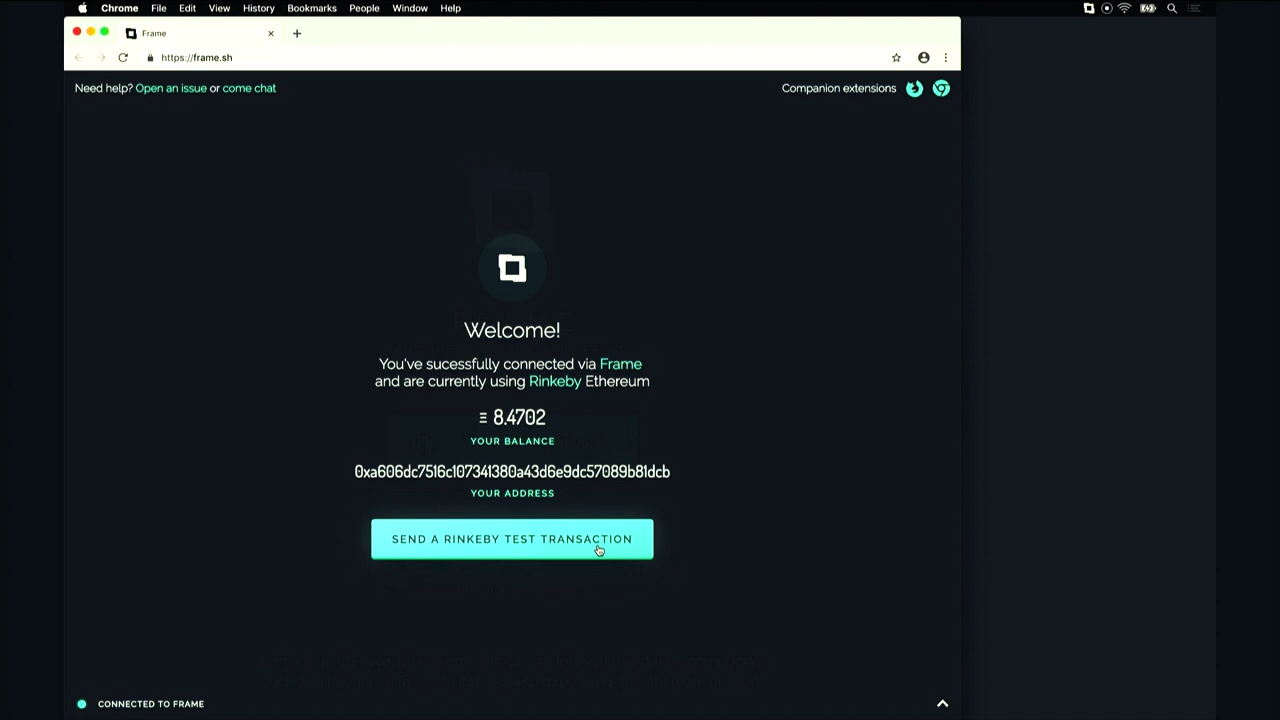 Chrome File Edit View History Bookmarks People Window Help
Frame
https://frame.sh
Need help? Open an issue or come chat
Companion extensions
Welcome!
You've sucessfully connected via Frame
and are currently using Rinkeby Ethereum
8.4702
YOUR BALANCE
0xa606dc7516c107341380a43d6e9dc57089b81dcb
YOUR ADDRESS
SEND A RINKEBY TEST TRANSACTION
CONNECTED TO FRAME